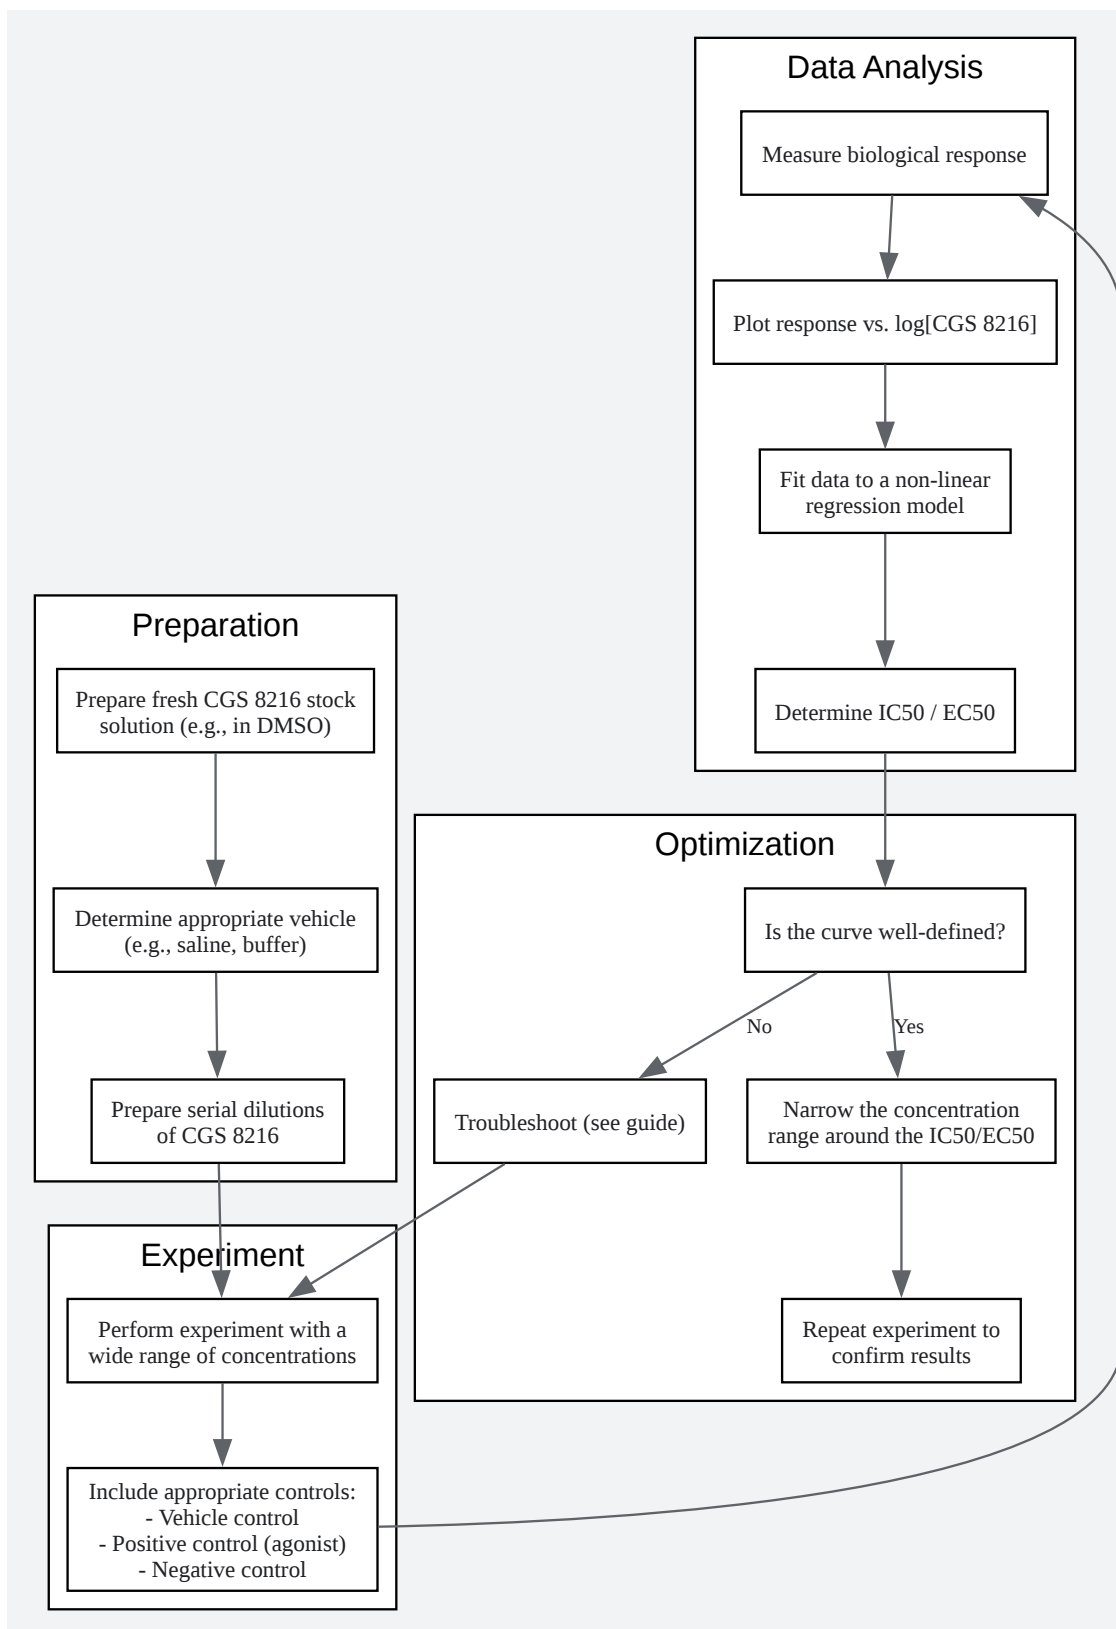 Data Analysis
Measure biological response
Plot response vs. log[CGS 8216]
Fit data to a non-linear
regression model
Determine IC50 / EC50
Preparation
Prepare fresh CGS 8216 stock
solution (e.g., in DMSO)
Determine appropriate vehicle
(e.g., saline, buffer)
Prepare serial dilutions
of CGS 8216
Optimization
Is the curve well-defined?
No
Yes
Troubleshoot (see guide)
Narrow the concentration
range around the IC50/EC50
Repeat experiment to
confirm results
Experiment
Perform experiment with a
wide range of concentrations
Include appropriate controls:
- Vehicle control
- Positive control (agonist)
- Negative control